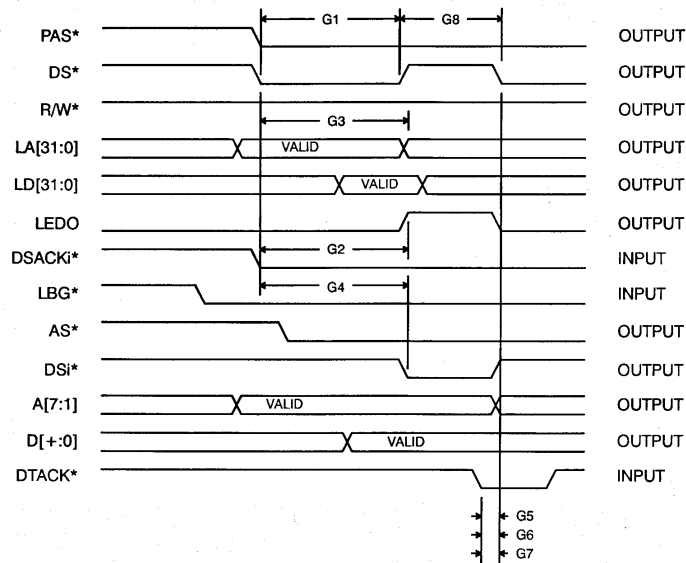 G1 G8
PAS* OUTPUT
DS* OUTPUT
R/W* OUTPUT
G3
LA[31:0] VALID OUTPUT
LD[31:0] VALID OUTPUT
LEDO OUTPUT
G2
DSACKi* INPUT
G4
LBG* INPUT
AS* OUTPUT
DSi* OUTPUT
A[7:1] VALID OUTPUT
D[+:0] VALID OUTPUT
DTACK* INPUT
G5
G6
G7